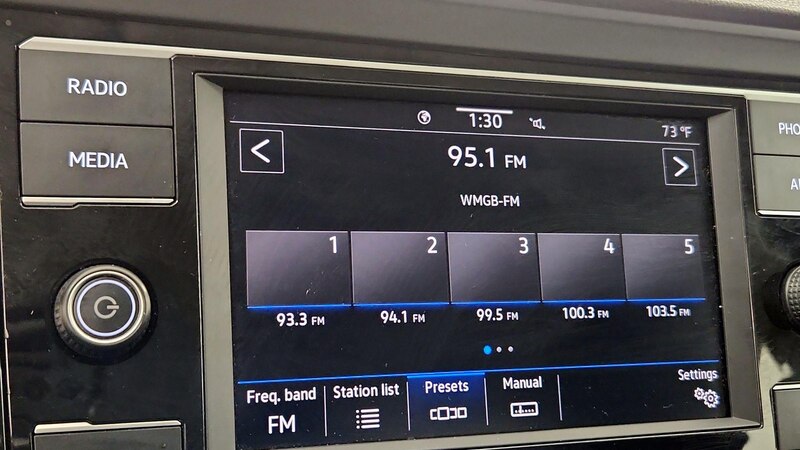 RADIO
MEDIA
1:30
73 °F
95.1 FM
WMGB-FM
1 2 3 4 5
93.3 FM 94.1 FM 99.5 FM 100.3 FM 103.5 FM
Freq. band Station list Presets Manual Settings
FM
PHO